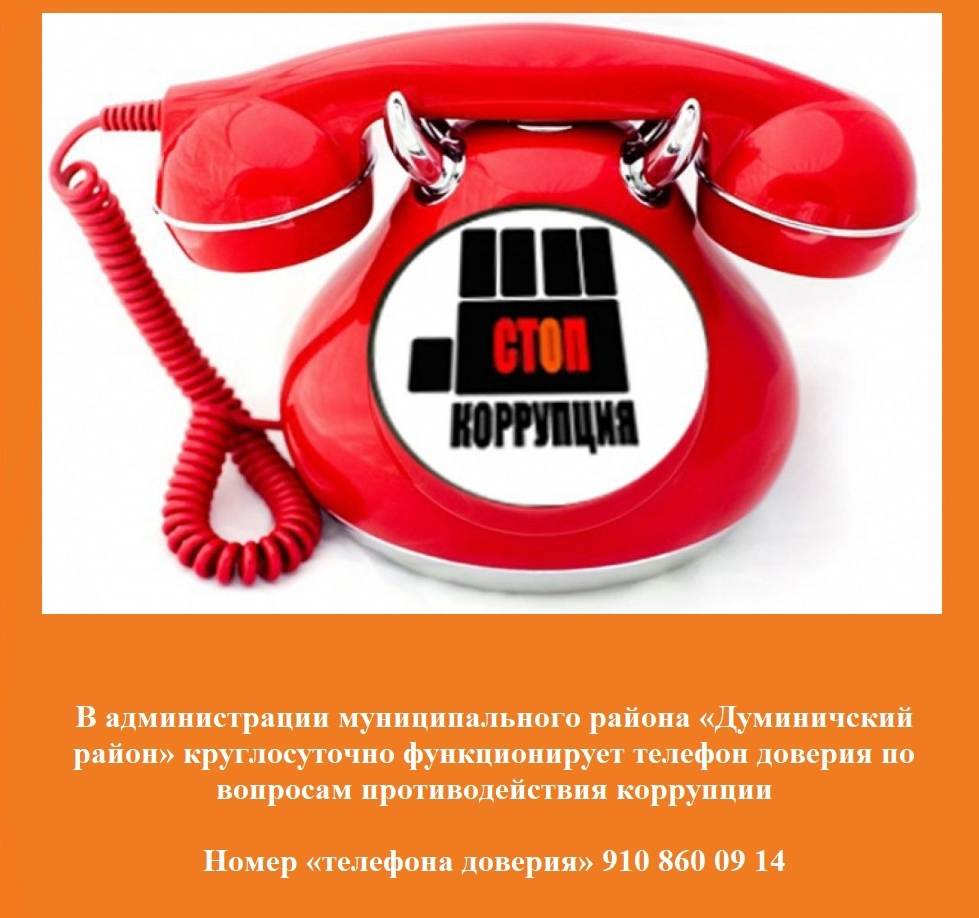 СТОП
КОРРУПЦИЯ
В администрации муниципального района «Думиничский
район» круглосуточно функционирует телефон доверия по
вопросам противодействия коррупции
Номер «телефона доверия» 910 860 09 14